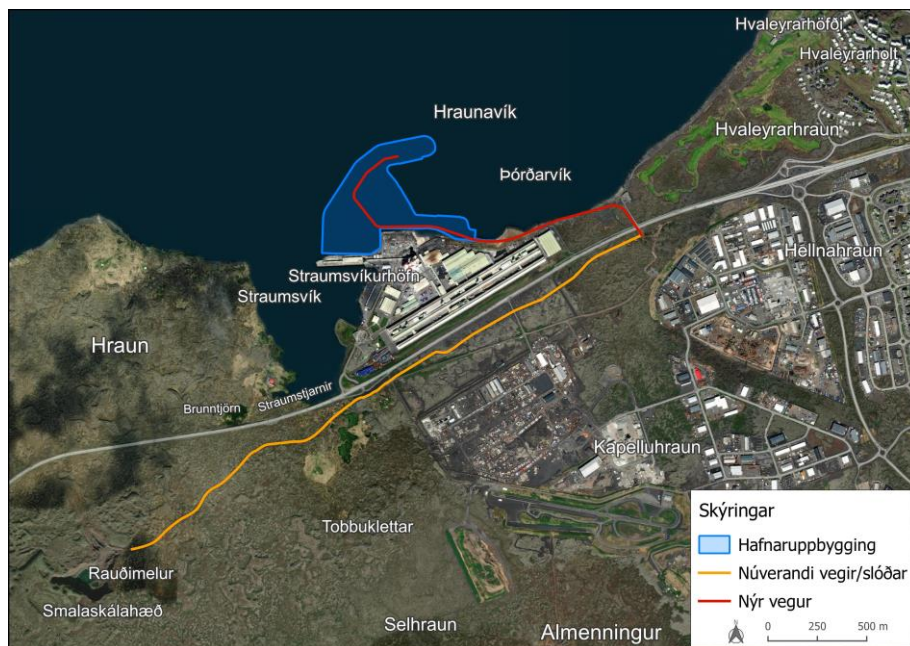 Hvaleyrarhöfði
Hvaleyrarholt
Hraunavík
Hvaleyrarhraun
Þórðarvík
Hellnahraun
Straumsvíkurhöfn
Straumsvík
Hraun
Straumstjarnir
Brunntjörn
Kapelluhraun
Tobbuklettar
Rauðimelur
Smalaskálahæð
Selhraun
Almenningur
Skýringar
Hafnaruppbygging
Núverandi vegir/slóðar
Nýr vegur
0 250 500 m